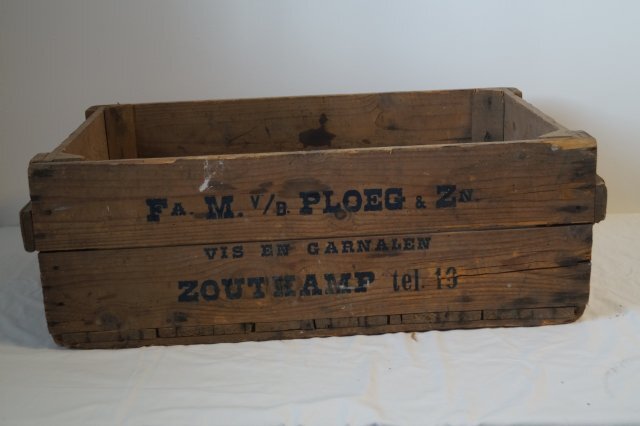 FA. M. V/B. PLOEG & ZN.
VIS EN GARNALEN
ZOUTKAMP tel. 13